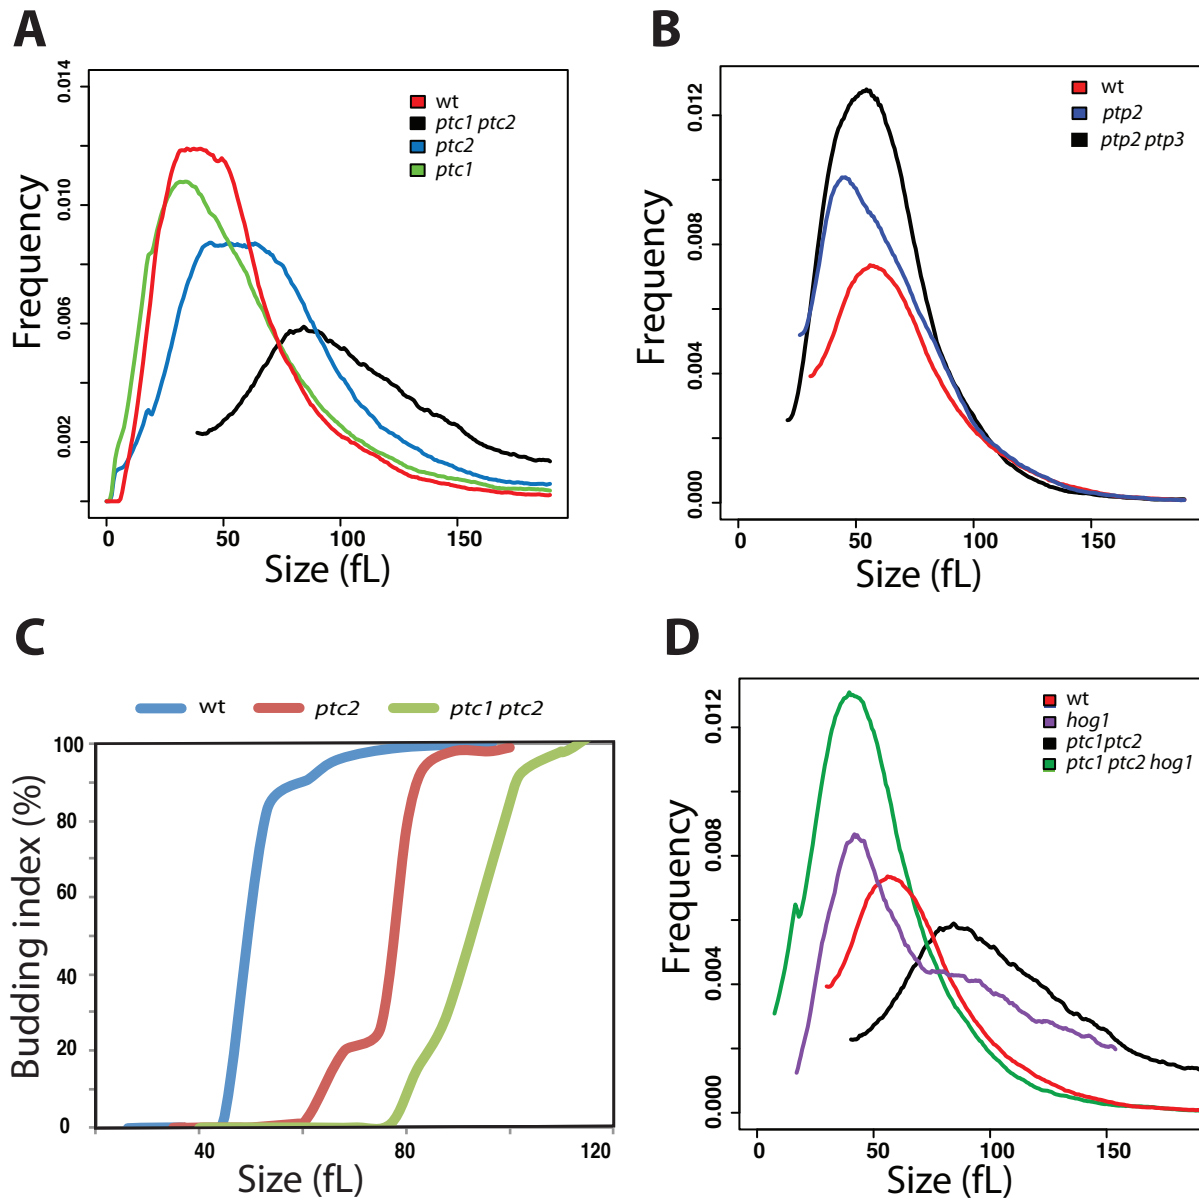 A
0.014
0.010
0.006
0.002
Frequency
wt
ptc1 ptc2
ptc2
ptc1
0
50
100
150
Size (fL)
B
0.012
0.008
0.004
0.000
Frequency
wt
ptp2
ptp2 ptp3
0
50
100
150
Size (fL)
C
wt
ptc2
ptc1 ptc2
100
80
60
40
20
0
Budding index (%)
40
80
120
Size (fL)
D
0.012
0.008
0.004
0.000
Frequency
wt
hog1
ptc1ptc2
ptc1 ptc2 hog1
0
50
100
150
Size (fL)